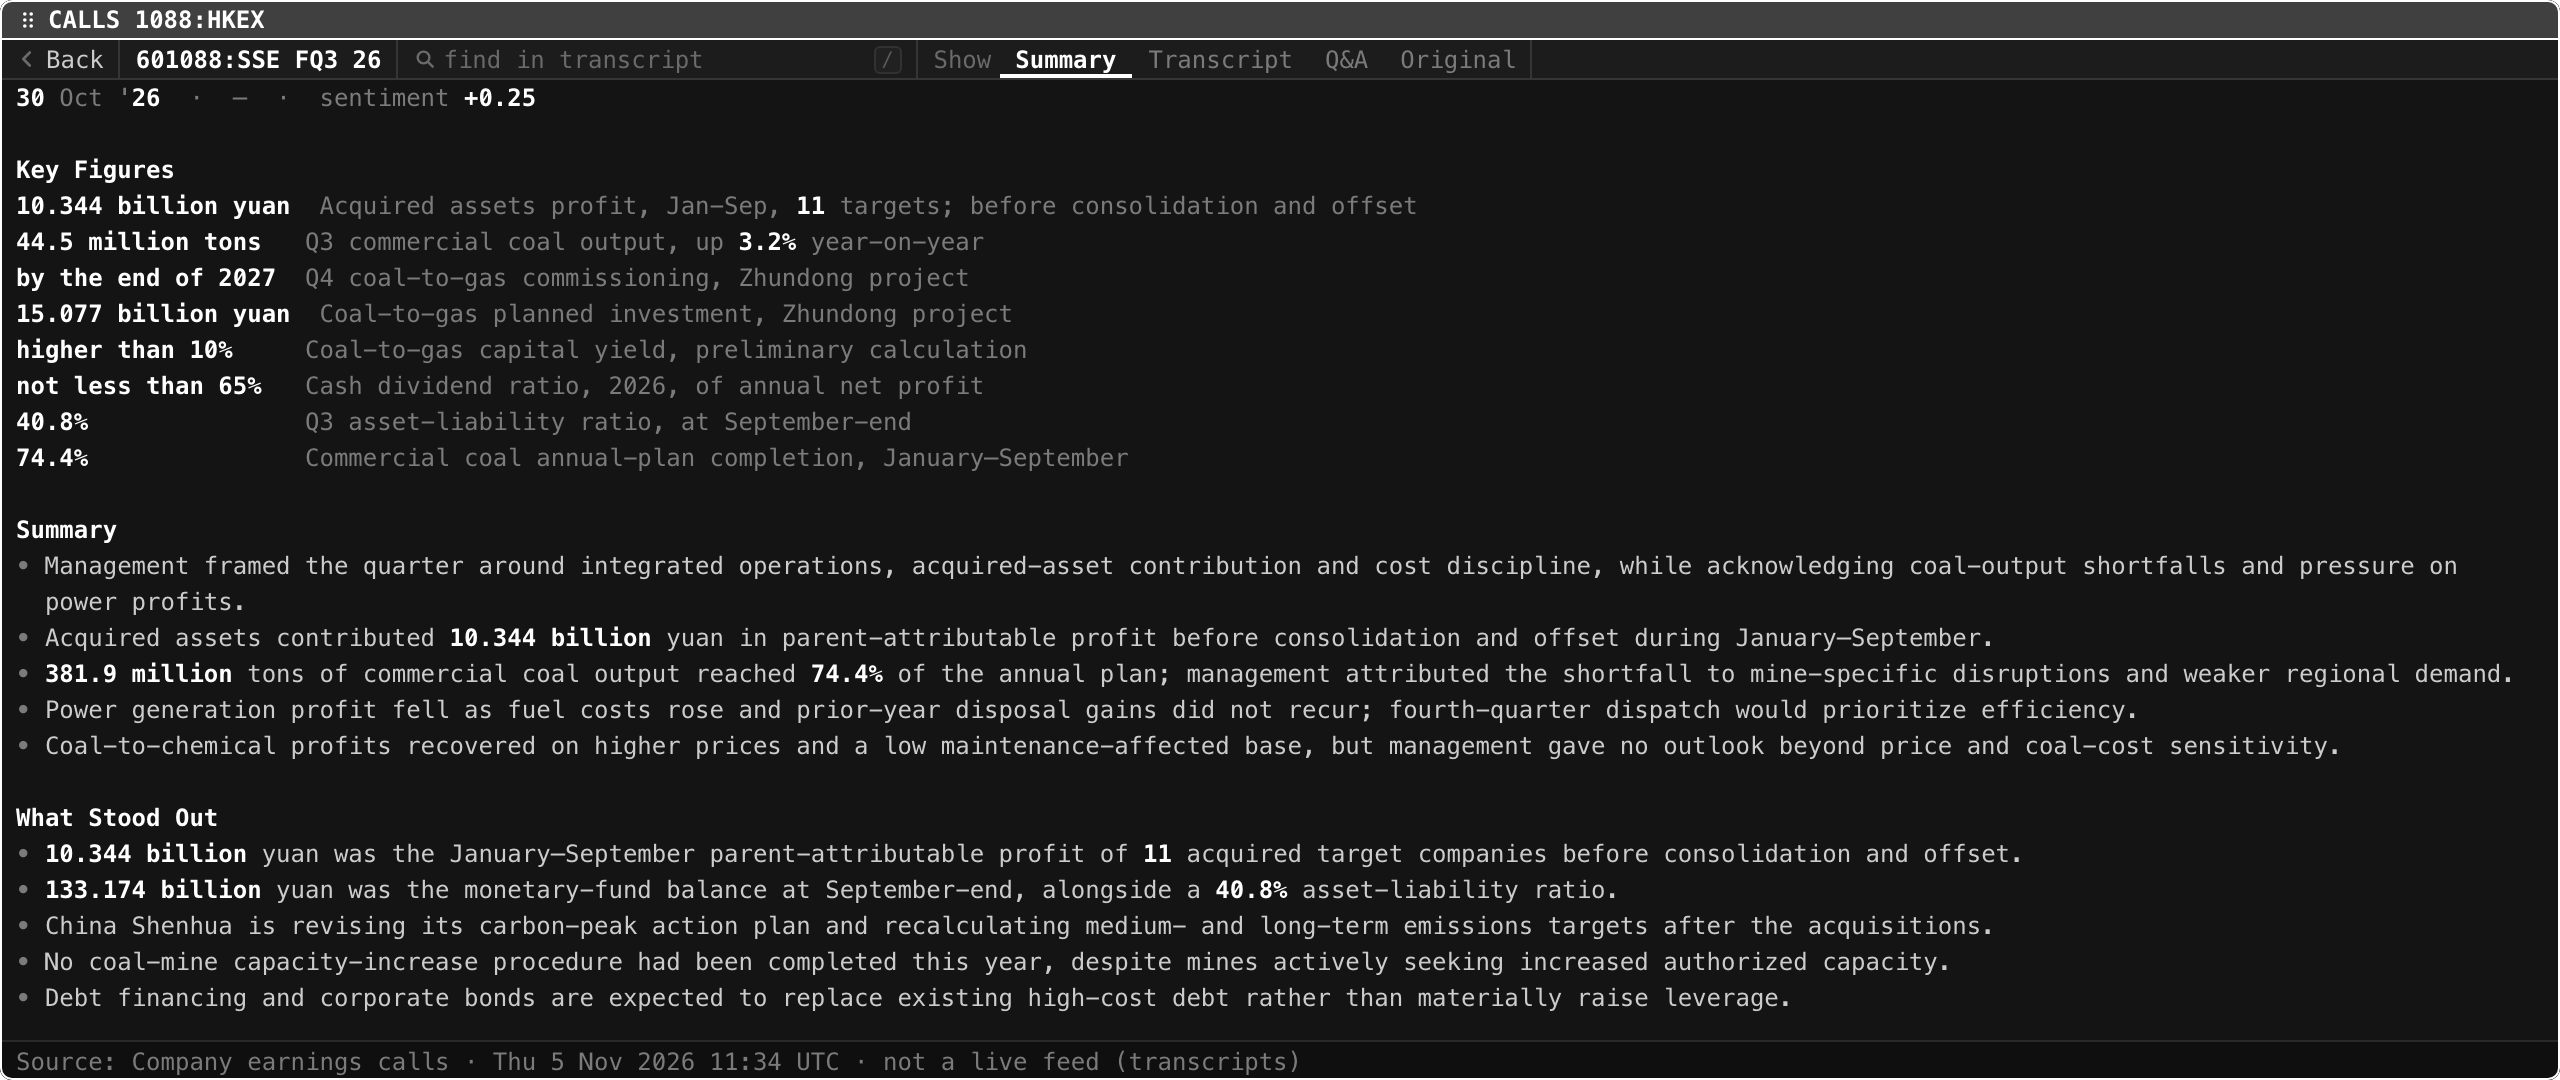 CALLS 1088:HKEX
Back 601088:SSE FQ3 26 find in transcript / Show Summary Transcript Q&A Original
30 Oct '26 · — · sentiment +0.25
Key Figures
10.344 billion yuan Acquired assets profit, Jan–Sep, 11 targets; before consolidation and offset
44.5 million tons Q3 commercial coal output, up 3.2% year-on-year
by the end of 2027 Q4 coal-to-gas commissioning, Zhundong project
15.077 billion yuan Coal-to-gas planned investment, Zhundong project
higher than 10% Coal-to-gas capital yield, preliminary calculation
not less than 65% Cash dividend ratio, 2026, of annual net profit
40.8% Q3 asset-liability ratio, at September-end
74.4% Commercial coal annual-plan completion, January–September
Summary
• Management framed the quarter around integrated operations, acquired-asset contribution and cost discipline, while acknowledging coal-output shortfalls and pressure on
power profits.
• Acquired assets contributed 10.344 billion yuan in parent-attributable profit before consolidation and offset during January–September.
• 381.9 million tons of commercial coal output reached 74.4% of the annual plan; management attributed the shortfall to mine-specific disruptions and weaker regional demand.
• Power generation profit fell as fuel costs rose and prior-year disposal gains did not recur; fourth-quarter dispatch would prioritize efficiency.
• Coal-to-chemical profits recovered on higher prices and a low maintenance-affected base, but management gave no outlook beyond price and coal-cost sensitivity.
What Stood Out
• 10.344 billion yuan was the January–September parent-attributable profit of 11 acquired target companies before consolidation and offset.
• 133.174 billion yuan was the monetary-fund balance at September-end, alongside a 40.8% asset-liability ratio.
• China Shenhua is revising its carbon-peak action plan and recalculating medium- and long-term emissions targets after the acquisitions.
• No coal-mine capacity-increase procedure had been completed this year, despite mines actively seeking increased authorized capacity.
• Debt financing and corporate bonds are expected to replace existing high-cost debt rather than materially raise leverage.
Source: Company earnings calls · Thu 5 Nov 2026 11:34 UTC · not a live feed (transcripts)